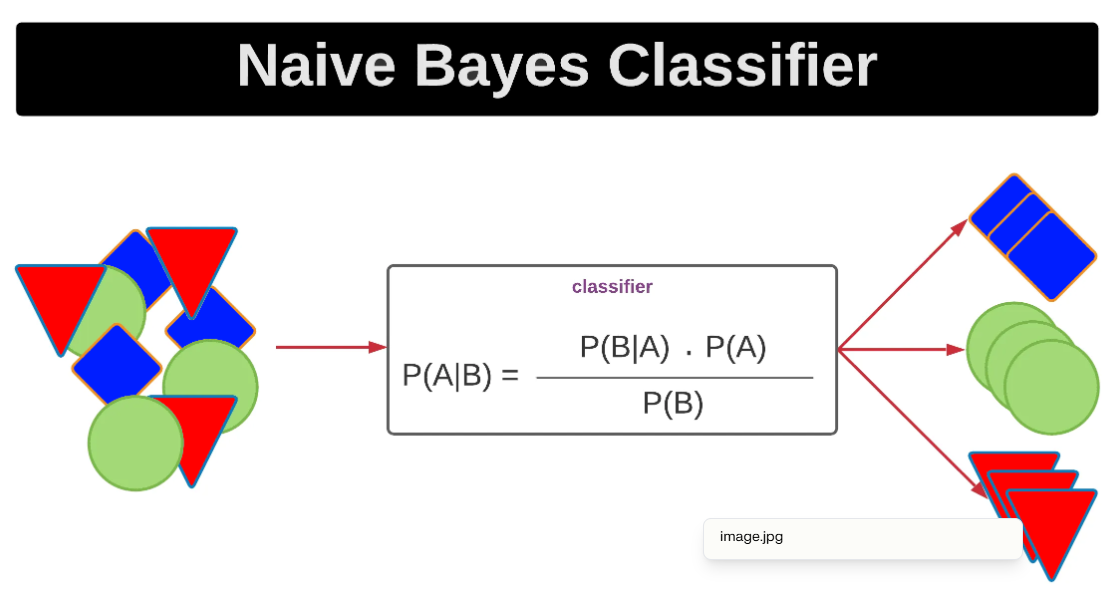 Naive Bayes Classifier
classifier
P(B|A) . P(A)
P(A|B) =
P(B)
image.jpg